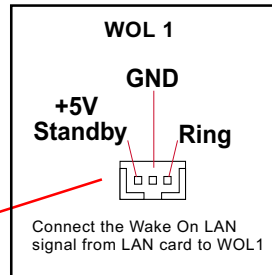 WOL 1
GND
+5V
Standby
Ring
Connect the Wake On LAN
signal from LAN card to WOL1